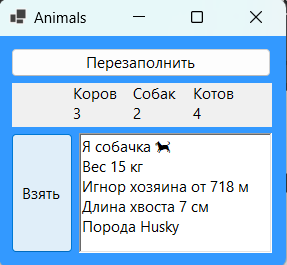 Animals
Перезаполнить
Коров Собак Котов
3 2 4
Взять
Я собачка 🐕
Вес 15 кг
Игнор хозяина от 718 м
Длина хвоста 7 см
Порода Husky